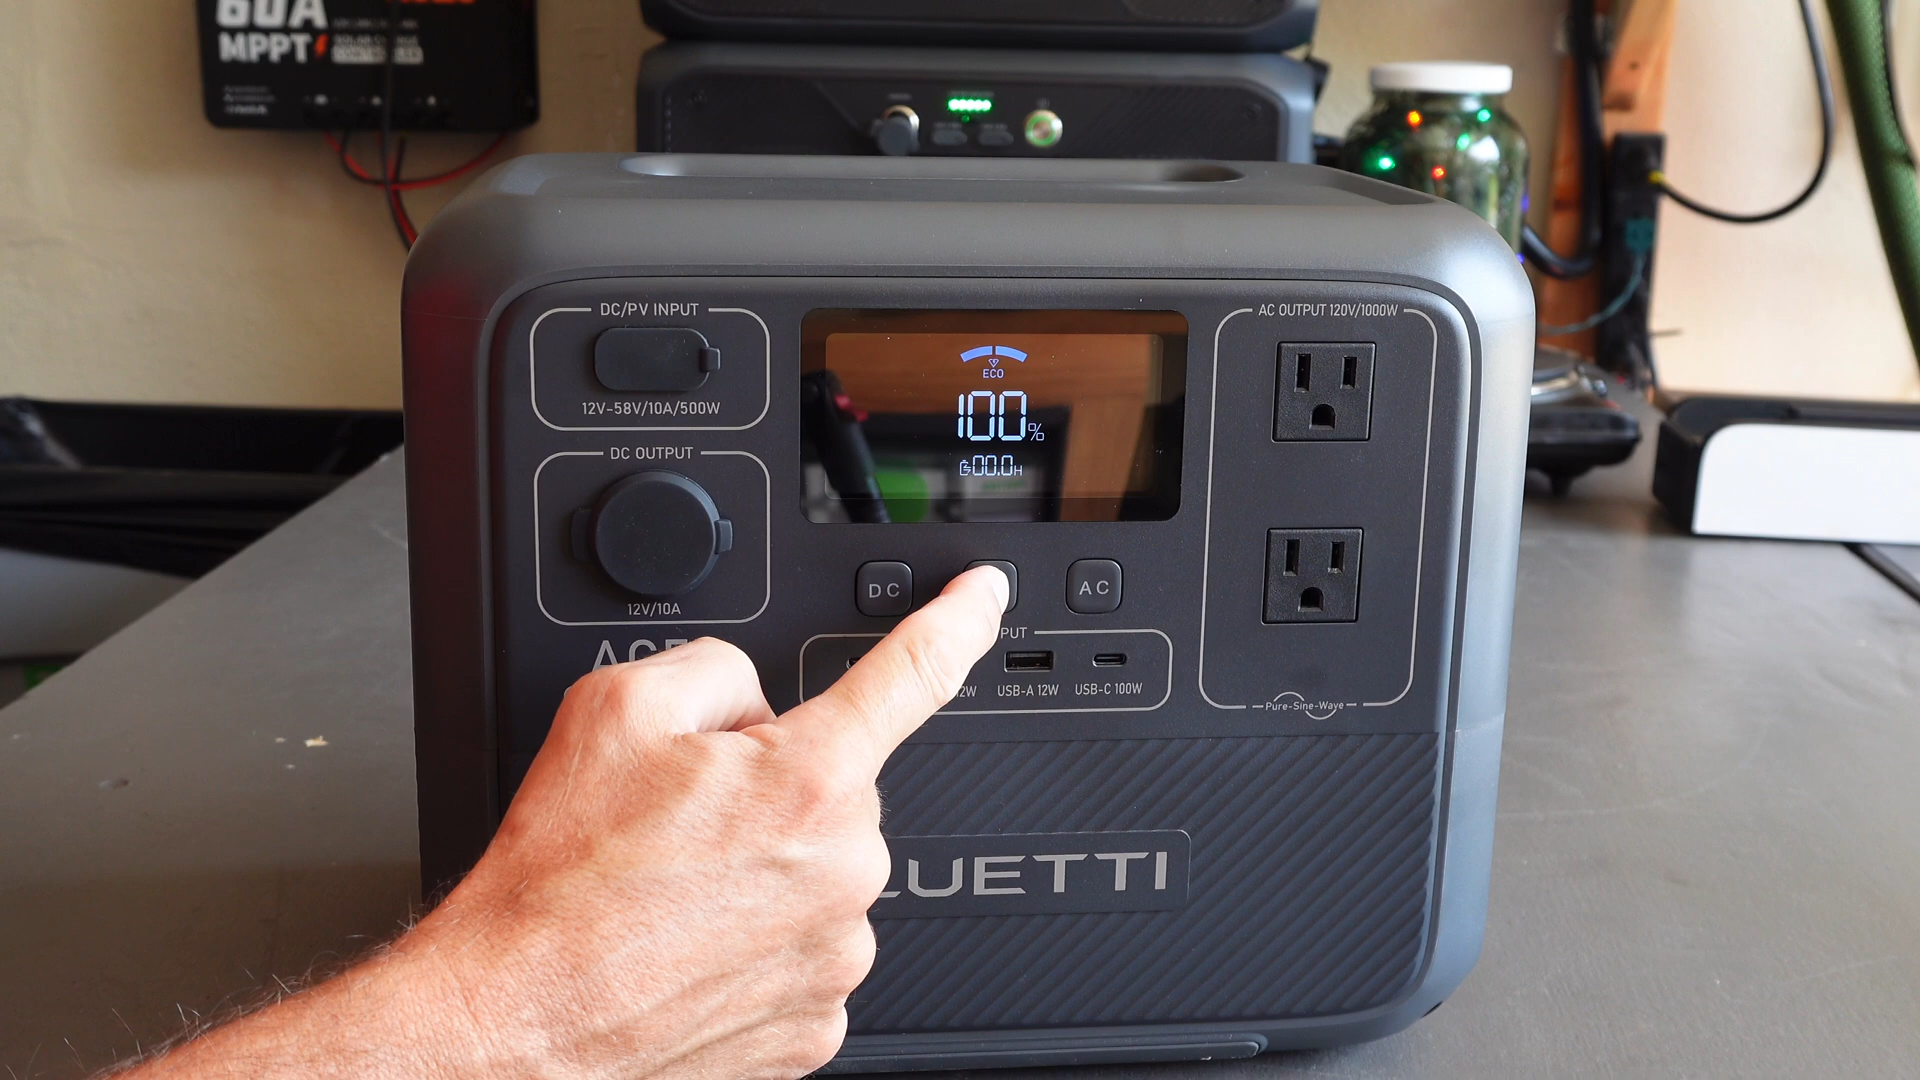 60A
MPPT
DC/PV INPUT
12V-58V/10A/500W
DC OUTPUT
12V/10A
ECO
100%
00.0H
DC
AC
PUT
12W
USB-A 12W
USB-C 100W
AC OUTPUT 120V/1000W
Pure-Sine-Wave
LUETTI